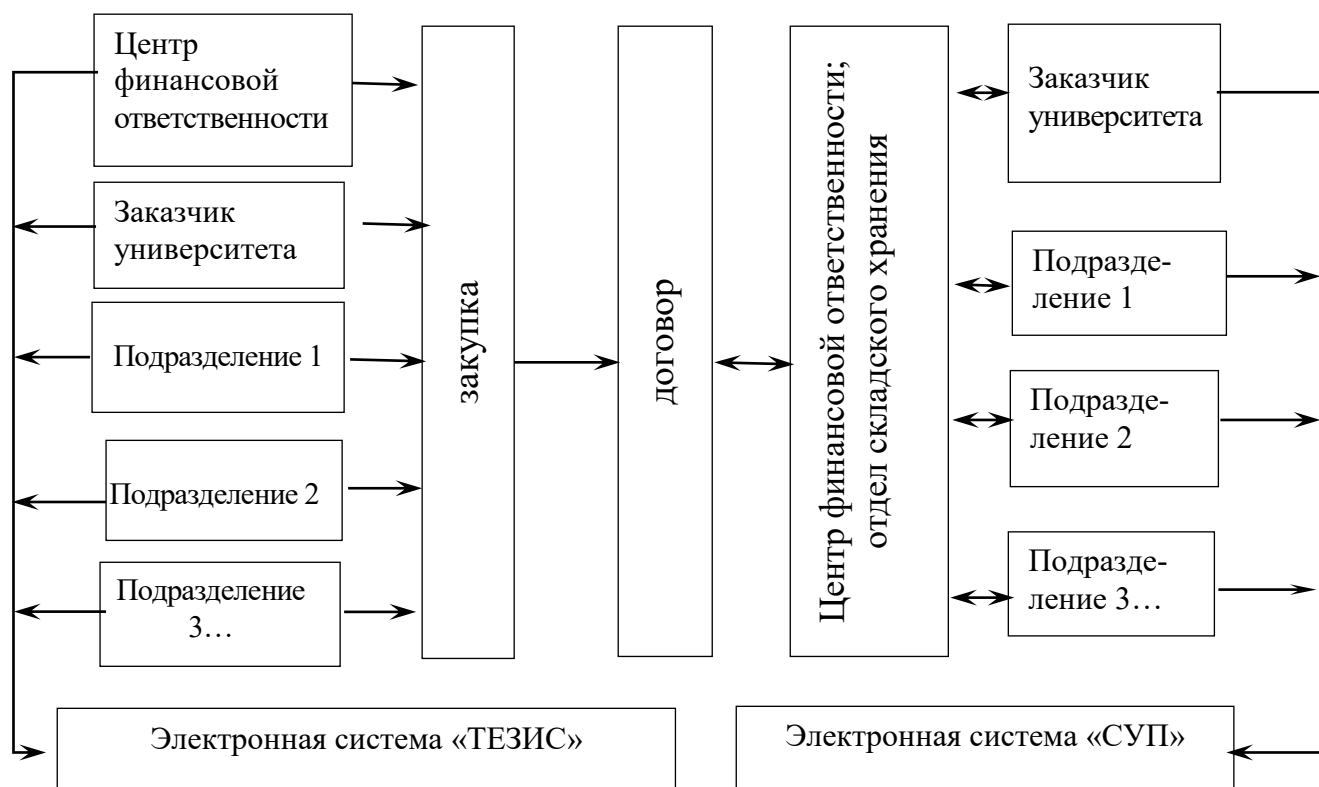 Центр
финансовой
ответственности
Заказчик
университета
Подразделение 1
Подразделение 2
Подразделение
3…
закупка
договор
Центр финансовой ответственности;
отдел складского хранения
Заказчик
университета
Подразде-
ление 1
Подразде-
ление 2
Подразде-
ление 3…
Электронная система «ТЕЗИС»
Электронная система «СУП»